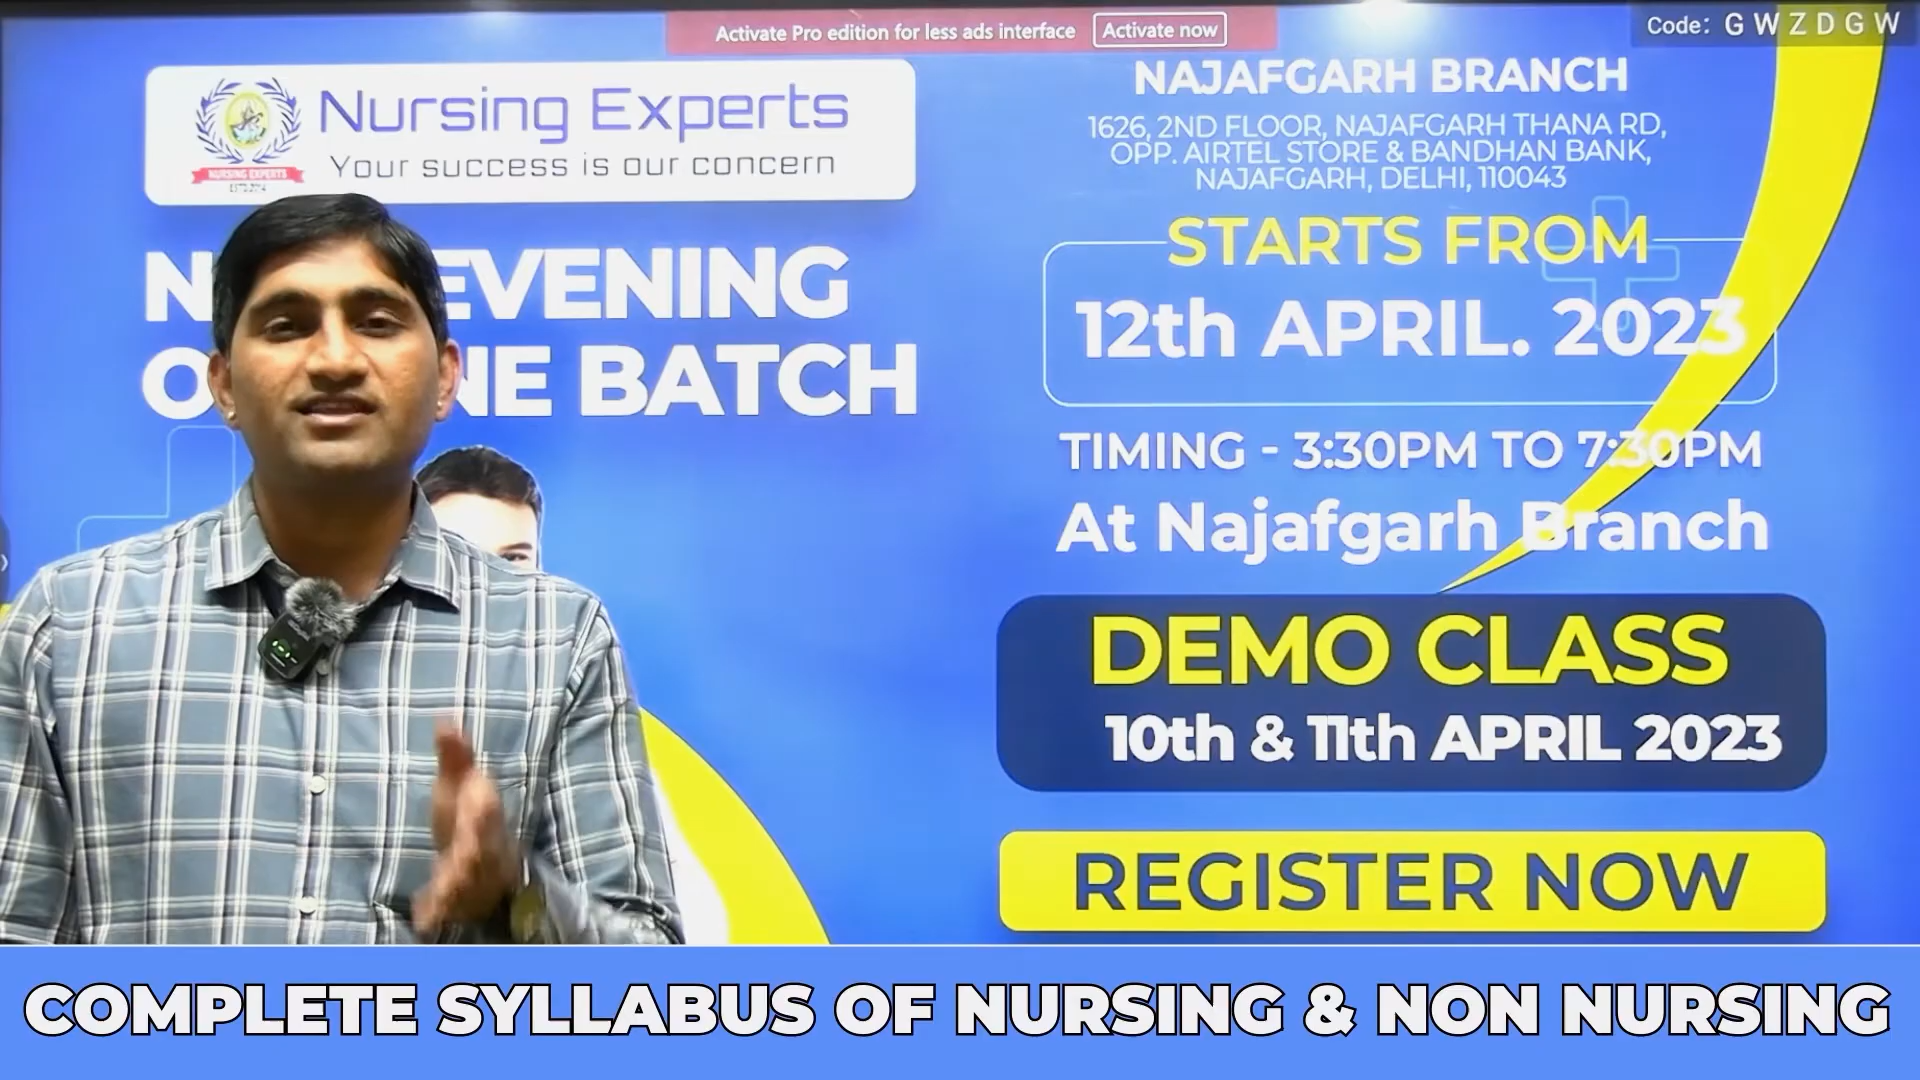 Activate Pro edition for less ads interface
Activate now
Code: GWZDGW
Nursing Experts
Your success is our concern
NURSING EXPERTS
EVENING
BATCH
NAJAFGARH BRANCH
1626, 2ND FLOOR, NAJAFGARH THANA RD,
OPP. AIRTEL STORE & BANDHAN BANK,
NAJAFGARH, DELHI, 110043
STARTS FROM
12th APRIL. 2023
TIMING - 3:30PM TO 7:30PM
At Najafgarh Branch
DEMO CLASS
10th & 11th APRIL 2023
REGISTER NOW
COMPLETE SYLLABUS OF NURSING & NON NURSING